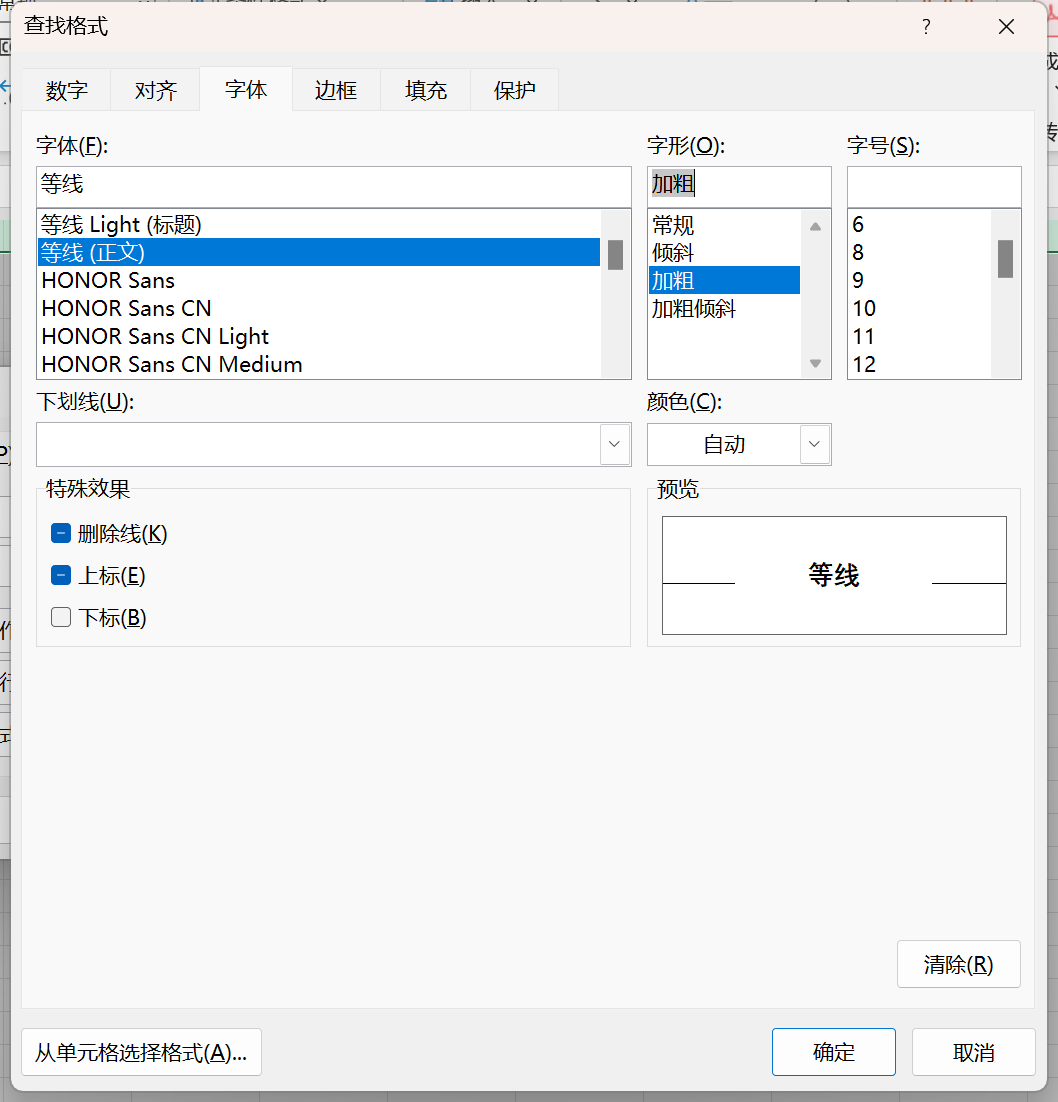 查找格式
?
数字 对齐 字体 边框 填充 保护
字体(F): 字形(O): 字号(S):
等线 加粗
等线 Light (标题) 常规 6
等线 (正文) 倾斜 8
HONOR Sans 加粗 9
HONOR Sans CN 加粗倾斜 10
HONOR Sans CN Light 11
HONOR Sans CN Medium 12
下划线(U): 颜色(C):
自动
特殊效果 预览
删除线(K)
上标(E) 等线
下标(B)
清除(R)
从单元格选择格式(A)... 确定 取消